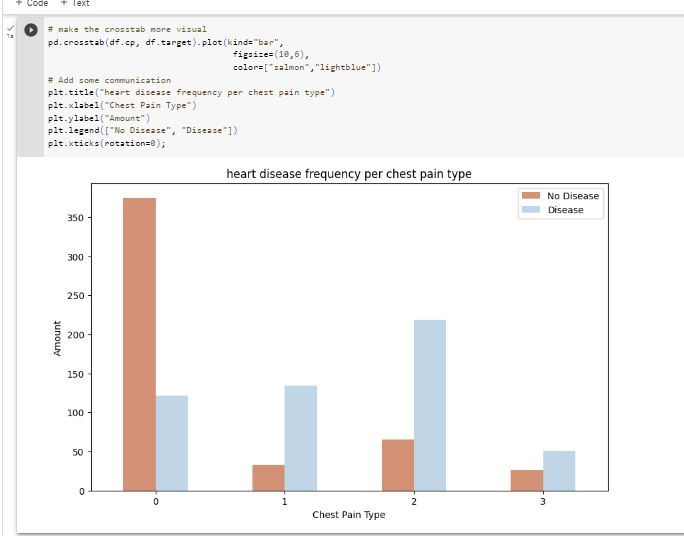 + Code + Text
# make the crosstab more visual
pd.crosstab(df.cp, df.target).plot(kind="bar",
figsize=(10,6),
color=["salmon","lightblue"])
# Add some communication
plt.title("heart disease frequency per chest pain type")
plt.xlabel("Chest Pain Type")
plt.ylabel("Amount")
plt.legend(["No Disease", "Disease"])
plt.xticks(rotation=0);
heart disease frequency per chest pain type
No Disease
Disease
350
300
250
200
150
100
50
0
Amount
0 1 2 3
Chest Pain Type